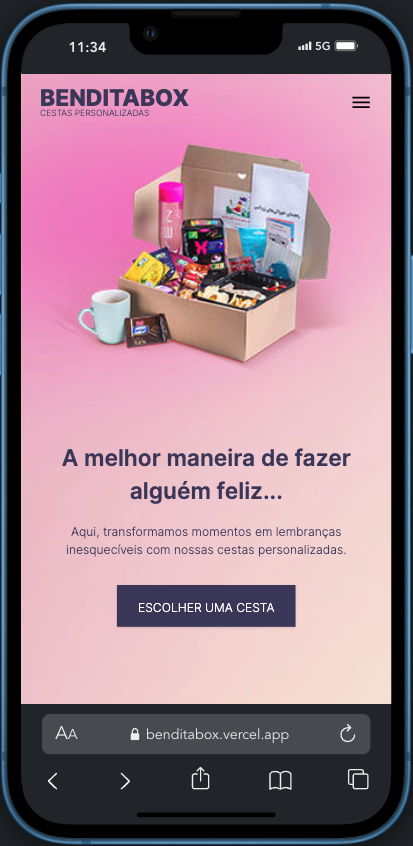 11:34
5G
BENDITABOX
CESTAS PERSONALIZADAS
A melhor maneira de fazer
alguém feliz...
Aqui, transformamos momentos em lembranças
inesquecíveis com nossas cestas personalizadas.
ESCOLHER UMA CESTA
AA
benditabox.vercel.app